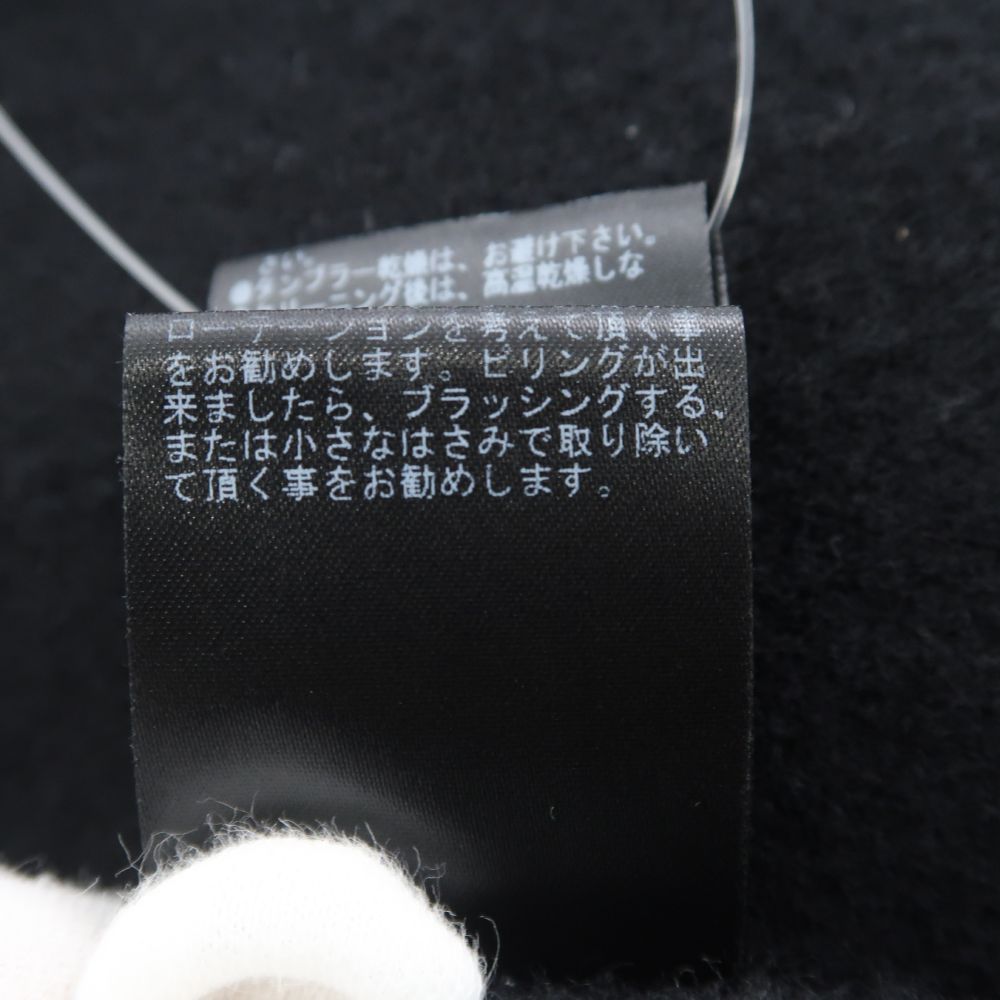 さい。
●タンブラー乾燥は、お避け下さい。
●クリーニング後は、高温乾燥しな
ローテーションを考えて頂く事
をお勧めします。ピリングが出
来ましたら、ブラッシングする、
または小さなはさみで取り除い
て頂く事をお勧めします。